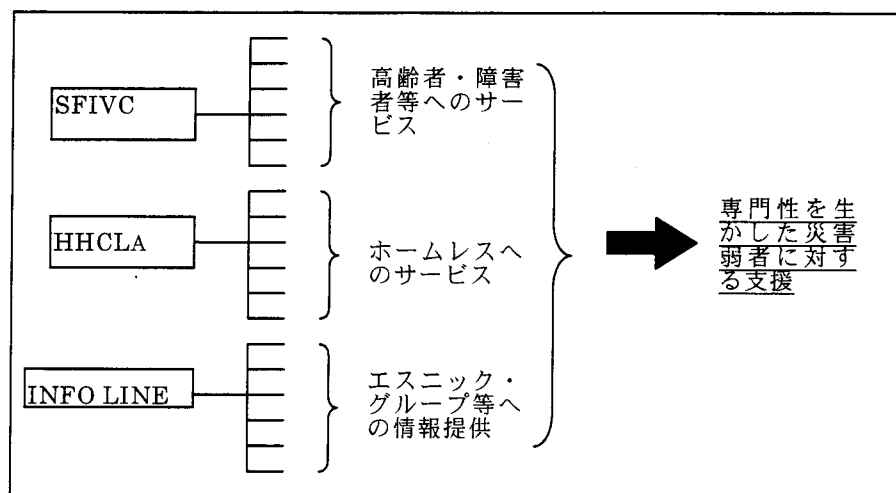 SFIVC
高齢者・障害
者等へのサー
ビス
HHCLA
ホームレスへ
のサービス
INFO LINE
エスニック・
グループ等へ
の情報提供
専門性を生
かした災害
弱者に対す
る支援